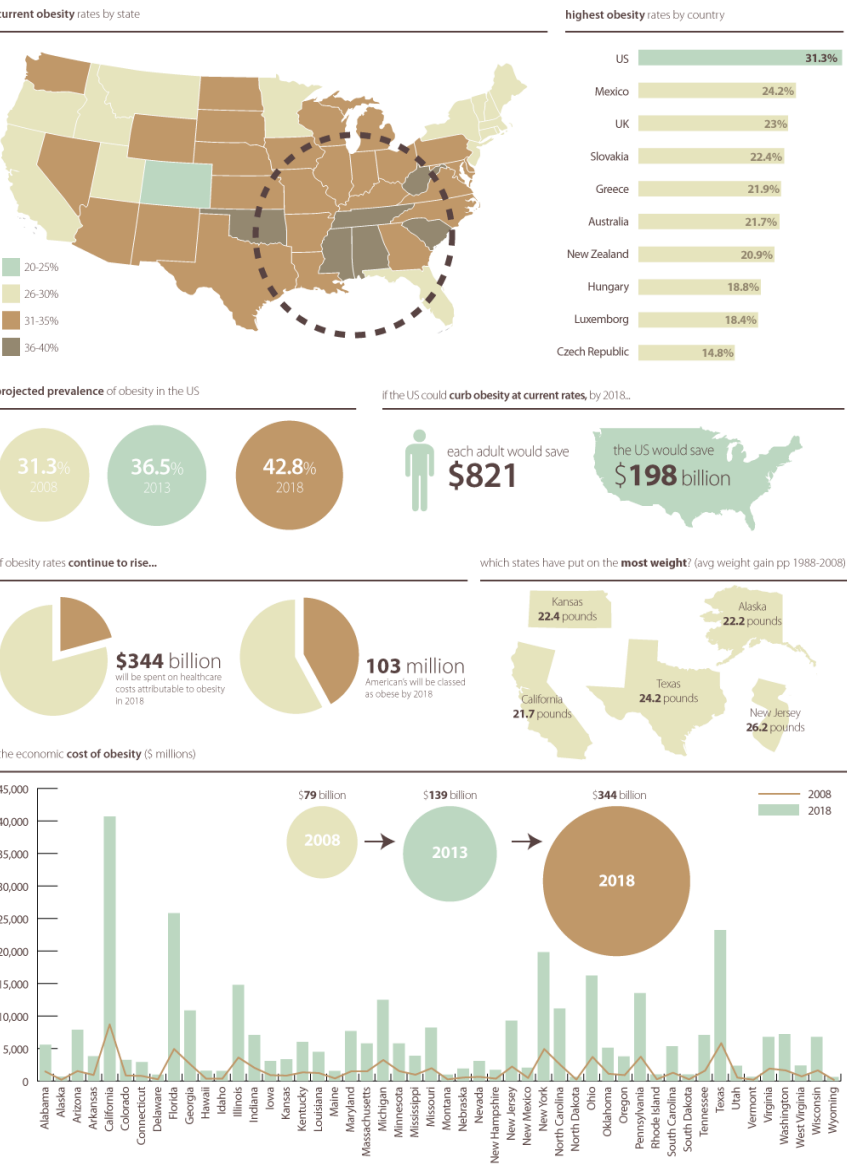 current obesity rates by state
highest obesity rates by country
US 31.3%
Mexico 24.2%
UK 23%
Slovakia 22.4%
Greece 21.9%
Australia 21.7%
New Zealand 20.9%
Hungary 18.8%
Luxemborg 18.4%
Czech Republic 14.8%
20-25%
26-30%
31-35%
36-40%
projected prevalence of obesity in the US
31.3%
2008
36.5%
2013
42.8%
2018
if the US could curb obesity at current rates, by 2018...
each adult would save
$821
the US would save
$198 billion
if obesity rates continue to rise...
$344 billion
will be spent on healthcare
costs attributable to obesity
in 2018
103 million
American's will be classed
as obese by 2018
which states have put on the most weight? (avg weight gain pp 1988-2008)
Kansas
22.4 pounds
Alaska
22.2 pounds
California
21.7 pounds
Texas
24.2 pounds
New Jersey
26.2 pounds
the economic cost of obesity ($ millions)
$79 billion
2008
$139 billion
2013
$344 billion
2018
2008
2018
45,000
40,000
35,000
30,000
25,000
20,000
15,000
10,000
5,000
0
Alabama
Alaska
Arizona
Arkansas
California
Colorado
Connecticut
Delaware
Florida
Georgia
Hawaii
Idaho
Illinois
Indiana
Iowa
Kansas
Kentucky
Louisiana
Maine
Maryland
Massachusetts
Michigan
Minnesota
Mississippi
Missouri
Montana
Nebraska
Nevada
New Hampshire
New Jersey
New Mexico
New York
North Carolina
North Dakota
Ohio
Oklahoma
Oregon
Pennsylvania
Rhode Island
South Carolina
South Dakota
Tennessee
Texas
Utah
Vermont
Virginia
Washington
West Virginia
Wisconsin
Wyoming